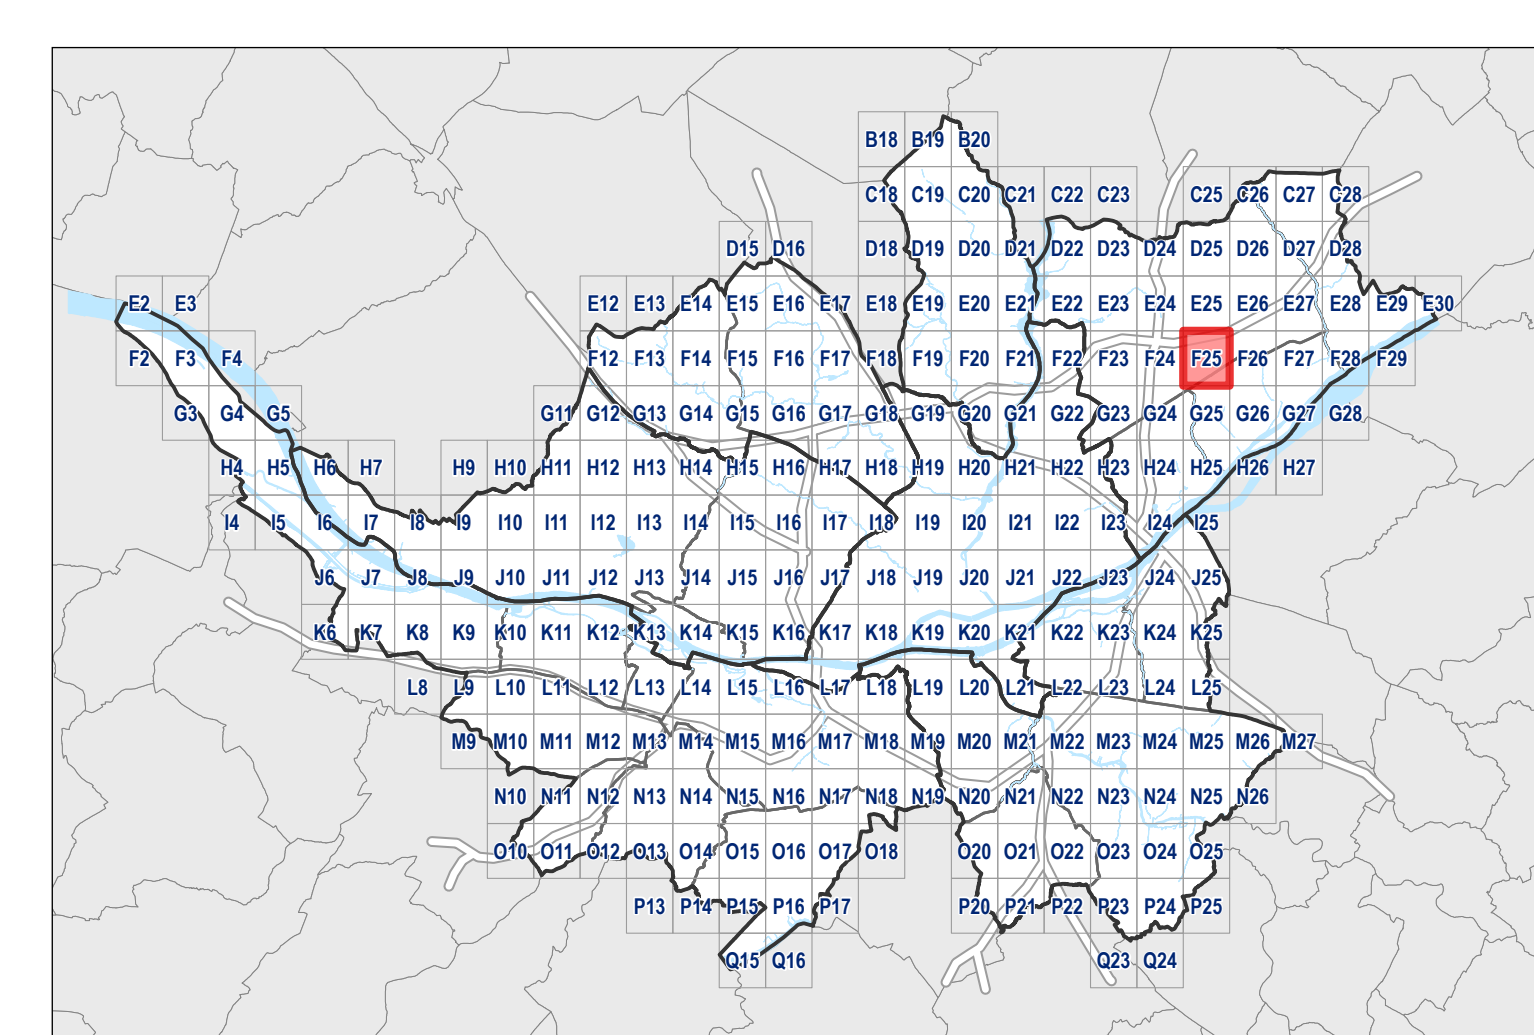 B18 B19 B20
C18 C19 C20 C21 C22 C23 C25 C26 C27 C28
D15 D16 D18 D19 D20 D21 D22 D23 D24 D25 D26 D27 D28
E2 E3 E12 E13 E14 E15 E16 E17 E18 E19 E20 E21 E22 E23 E24 E25 E26 E27 E28 E29 E30
F2 F3 F4 F12 F13 F14 F15 F16 F17 F18 F19 F20 F21 F22 F23 F24 F25 F26 F27 F28 F29
G3 G4 G5 G11 G12 G13 G14 G15 G16 G17 G18 G19 G20 G21 G22 G23 G24 G25 G26 G27 G28
H4 H5 H6 H7 H9 H10 H11 H12 H13 H14 H15 H16 H17 H18 H19 H20 H21 H22 H23 H24 H25 H26 H27
I4 I5 I6 I7 I8 I9 I10 I11 I12 I13 I14 I15 I16 I17 I18 I19 I20 I21 I22 I23 I24 I25
J6 J7 J8 J9 J10 J11 J12 J13 J14 J15 J16 J17 J18 J19 J20 J21 J22 J23 J24 J25
K6 K7 K8 K9 K10 K11 K12 K13 K14 K15 K16 K17 K18 K19 K20 K21 K22 K23 K24 K25
L8 L9 L10 L11 L12 L13 L14 L15 L16 L17 L18 L19 L20 L21 L22 L23 L24 L25
M9 M10 M11 M12 M13 M14 M15 M16 M17 M18 M19 M20 M21 M22 M23 M24 M25 M26 M27
N10 N11 N12 N13 N14 N15 N16 N17 N18 N19 N20 N21 N22 N23 N24 N25 N26
O10 O11 O12 O13 O14 O15 O16 O17 O18 O20 O21 O22 O23 O24 O25
P13 P14 P15 P16 P17 P20 P21 P22 P23 P24 P25
Q15 Q16 Q23 Q24